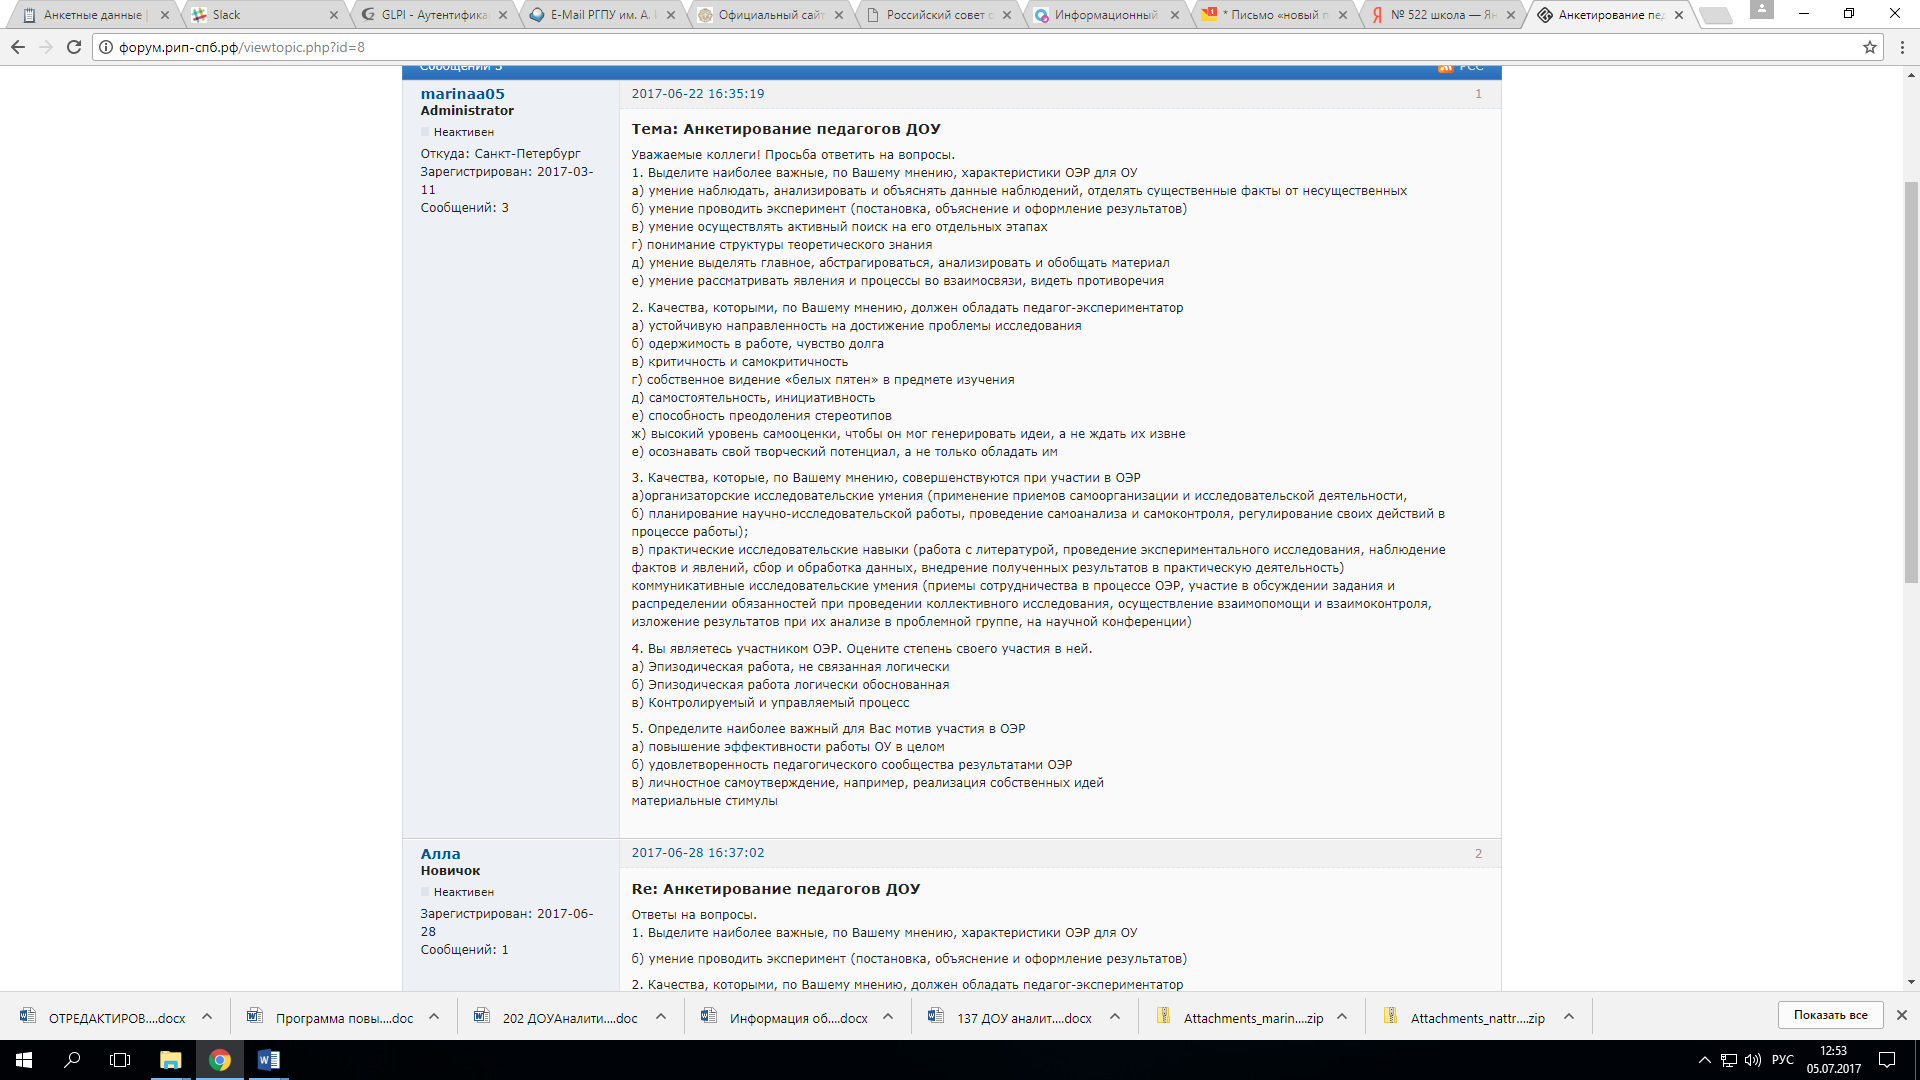 Анкетные данные |
Slack
GLPI - Аутентифика
E-Mail РГПУ им. А.
Официальный сайт
Российский совет
Информационный
* Письмо «новый п
№ 522 школа — Ян
Анкетирование пед
форум.рип-спб.рф/viewtopic.php?id=8
Сообщений 3
РСС
marinaa05
Administrator
Неактивен
Откуда: Санкт-Петербург
Зарегистрирован: 2017-03-
11
Сообщений: 3
2017-06-22 16:35:19
1
Тема: Анкетирование педагогов ДОУ
Уважаемые коллеги! Просьба ответить на вопросы.
1. Выделите наиболее важные, по Вашему мнению, характеристики ОЭР для ОУ
а) умение наблюдать, анализировать и объяснять данные наблюдений, отделять существенные факты от несущественных
б) умение проводить эксперимент (постановка, объяснение и оформление результатов)
в) умение осуществлять активный поиск на его отдельных этапах
г) понимание структуры теоретического знания
д) умение выделять главное, абстрагироваться, анализировать и обобщать материал
е) умение рассматривать явления и процессы во взаимосвязи, видеть противоречия
2. Качества, которыми, по Вашему мнению, должен обладать педагог-экспериментатор
а) устойчивую направленность на достижение проблемы исследования
б) одержимость в работе, чувство долга
в) критичность и самокритичность
г) собственное видение «белых пятен» в предмете изучения
д) самостоятельность, инициативность
е) способность преодоления стереотипов
ж) высокий уровень самооценки, чтобы он мог генерировать идеи, а не ждать их извне
е) осознавать свой творческий потенциал, а не только обладать им
3. Качества, которые, по Вашему мнению, совершенствуются при участии в ОЭР
а)организаторские исследовательские умения (применение приемов самоорганизации и исследовательской деятельности,
б) планирование научно-исследовательской работы, проведение самоанализа и самоконтроля, регулирование своих действий в
процессе работы);
в) практические исследовательские навыки (работа с литературой, проведение экспериментального исследования, наблюдение
фактов и явлений, сбор и обработка данных, внедрение полученных результатов в практическую деятельность)
коммуникативные исследовательские умения (приемы сотрудничества в процессе ОЭР, участие в обсуждении задания и
распределении обязанностей при проведении коллективного исследования, осуществление взаимопомощи и взаимоконтроля,
изложение результатов при их анализе в проблемной группе, на научной конференции)
4. Вы являетесь участником ОЭР. Оцените степень своего участия в ней.
а) Эпизодическая работа, не связанная логически
б) Эпизодическая работа логически обоснованная
в) Контролируемый и управляемый процесс
5. Определите наиболее важный для Вас мотив участия в ОЭР
а) повышение эффективности работы ОУ в целом
б) удовлетворенность педагогического сообщества результатами ОЭР
в) личностное самоутверждение, например, реализация собственных идей
материальные стимулы
Алла
Новичок
Неактивен
Зарегистрирован: 2017-06-
28
Сообщений: 1
2017-06-28 16:37:02
2
Re: Анкетирование педагогов ДОУ
Ответы на вопросы.
1. Выделите наиболее важные, по Вашему мнению, характеристики ОЭР для ОУ
б) умение проводить эксперимент (постановка, объяснение и оформление результатов)
2. Качества, которыми, по Вашему мнению, должен обладать педагог-экспериментатор
ОТРЕДАКТИРОВ....docx
Программа повы....doc
202 ДОУАналити....doc
Информация об....docx
137 ДОУ аналит....docx
Attachments_marin....zip
Attachments_nattr....zip
Показать все
РУС
12:53
05.07.2017